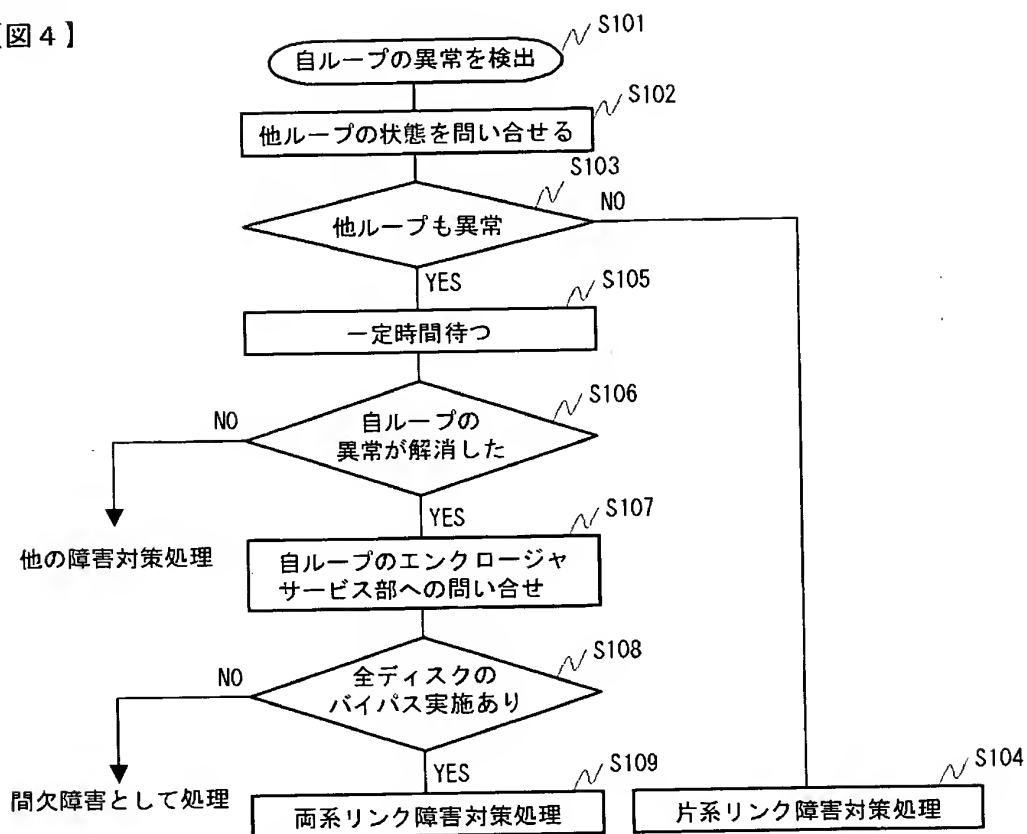 【図４】
S101
自ループの異常を検出
S102
他ループの状態を問い合せる
S103
他ループも異常
NO
YES
S105
一定時間待つ
S106
自ループの
異常が解消した
NO
YES
他の障害対策処理
S107
自ループのエンクロージャ
サービス部への問い合せ
S108
全ディスクの
バイパス実施あり
NO
YES
間欠障害として処理
S109
両系リンク障害対策処理
S104
片系リンク障害対策処理